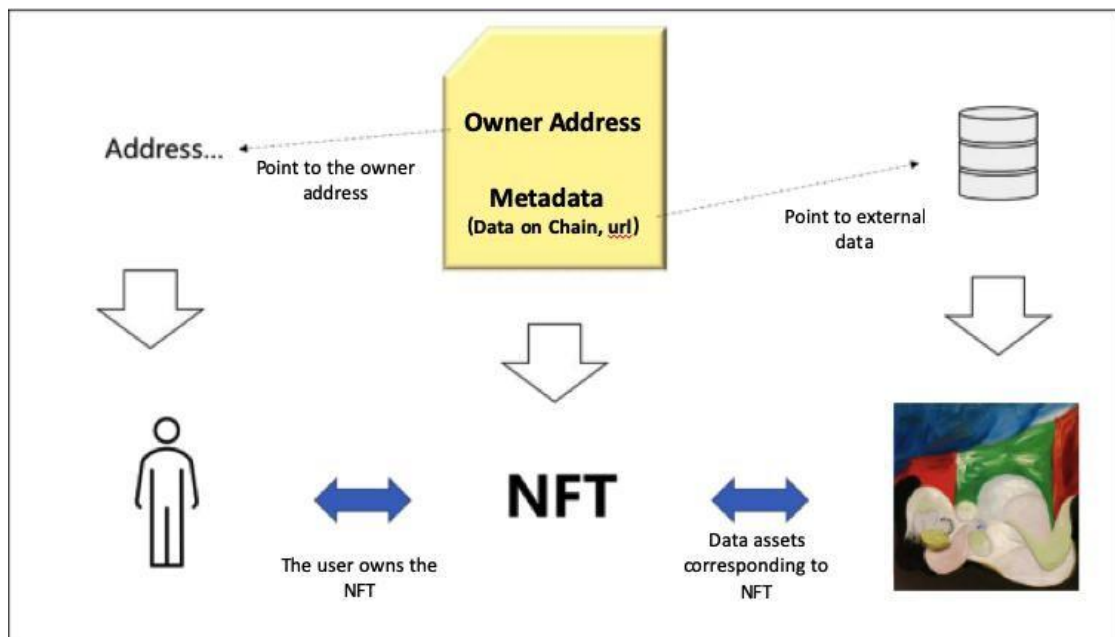 Owner Address
Address...
Point to the owner
address
Metadata
(Data on Chain, url)
Point to external
data
NFT
The user owns the
NFT
Data assets
corresponding to
NFT